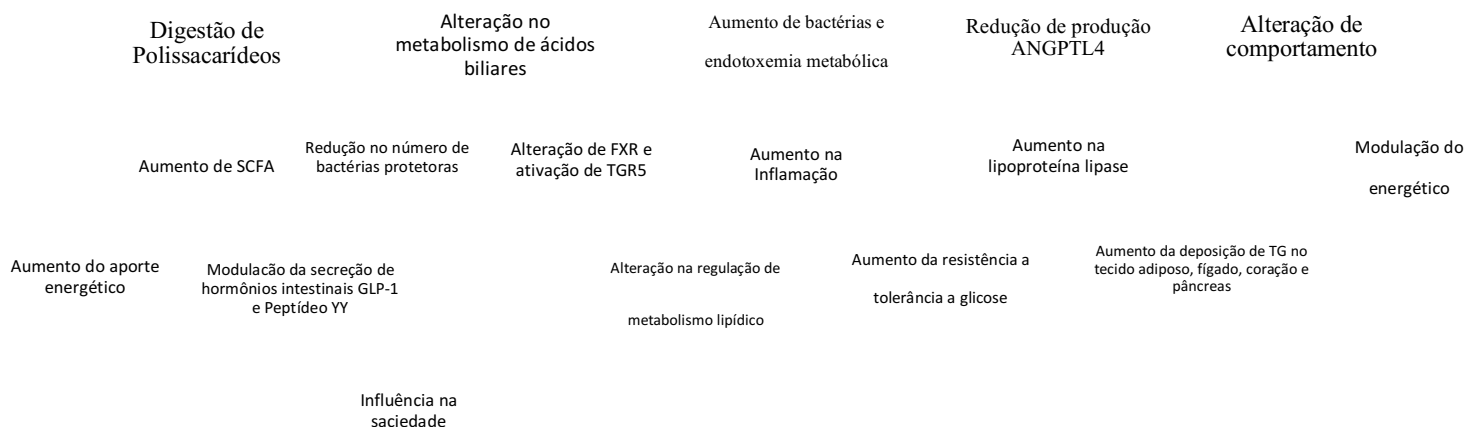 Digestão de
Polissacarídeos
Alteração no
metabolismo de ácidos
biliares
Aumento de bactérias e
endotoxemia metabólica
Redução de produção
ANGPTL4
Alteração de
comportamento
Aumento de SCFA
Redução no número de
bactérias protetoras
Alteração de FXR e
ativação de TGR5
Aumento na
Inflamação
Aumento na
lipoproteína lipase
Modulação do
energético
Aumento do aporte
energético
Modulacão da secreção de
hormônios intestinais GLP-1
e Peptídeo YY
Alteração na regulação de
metabolismo lipídico
Aumento da resistência a
tolerância a glicose
Aumento da deposição de TG no
tecido adiposo, fígado, coração e
pâncreas
Influência na
saciedade